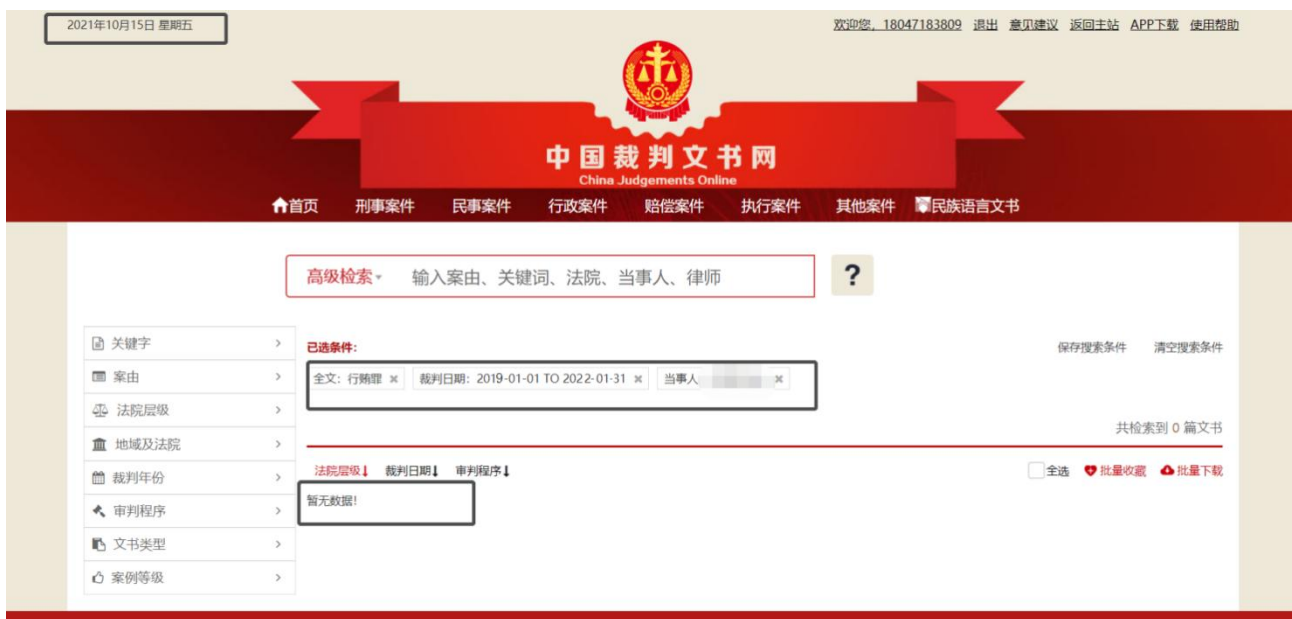 2021年10月15日 星期五
欢迎您，18047183809 退出 意见建议 返回主站 APP下载 使用帮助
中国裁判文书网
China Judgements Online
首页 刑事案件 民事案件 行政案件 赔偿案件 执行案件 其他案件 民族语言文书
高级检索 输入案由、关键词、法院、当事人、律师 ?
关键字
案由
法院层级
地域及法院
裁判年份
审判程序
文书类型
案例等级
已选条件: 保存搜索条件 清空搜索条件
全文：行贿罪 × 裁判日期：2019-01-01 TO 2022-01-31 × 当事人 ×
共检索到 0 篇文书
法院层级 裁判日期 审判程序 全选 批量收藏 批量下载
暂无数据!